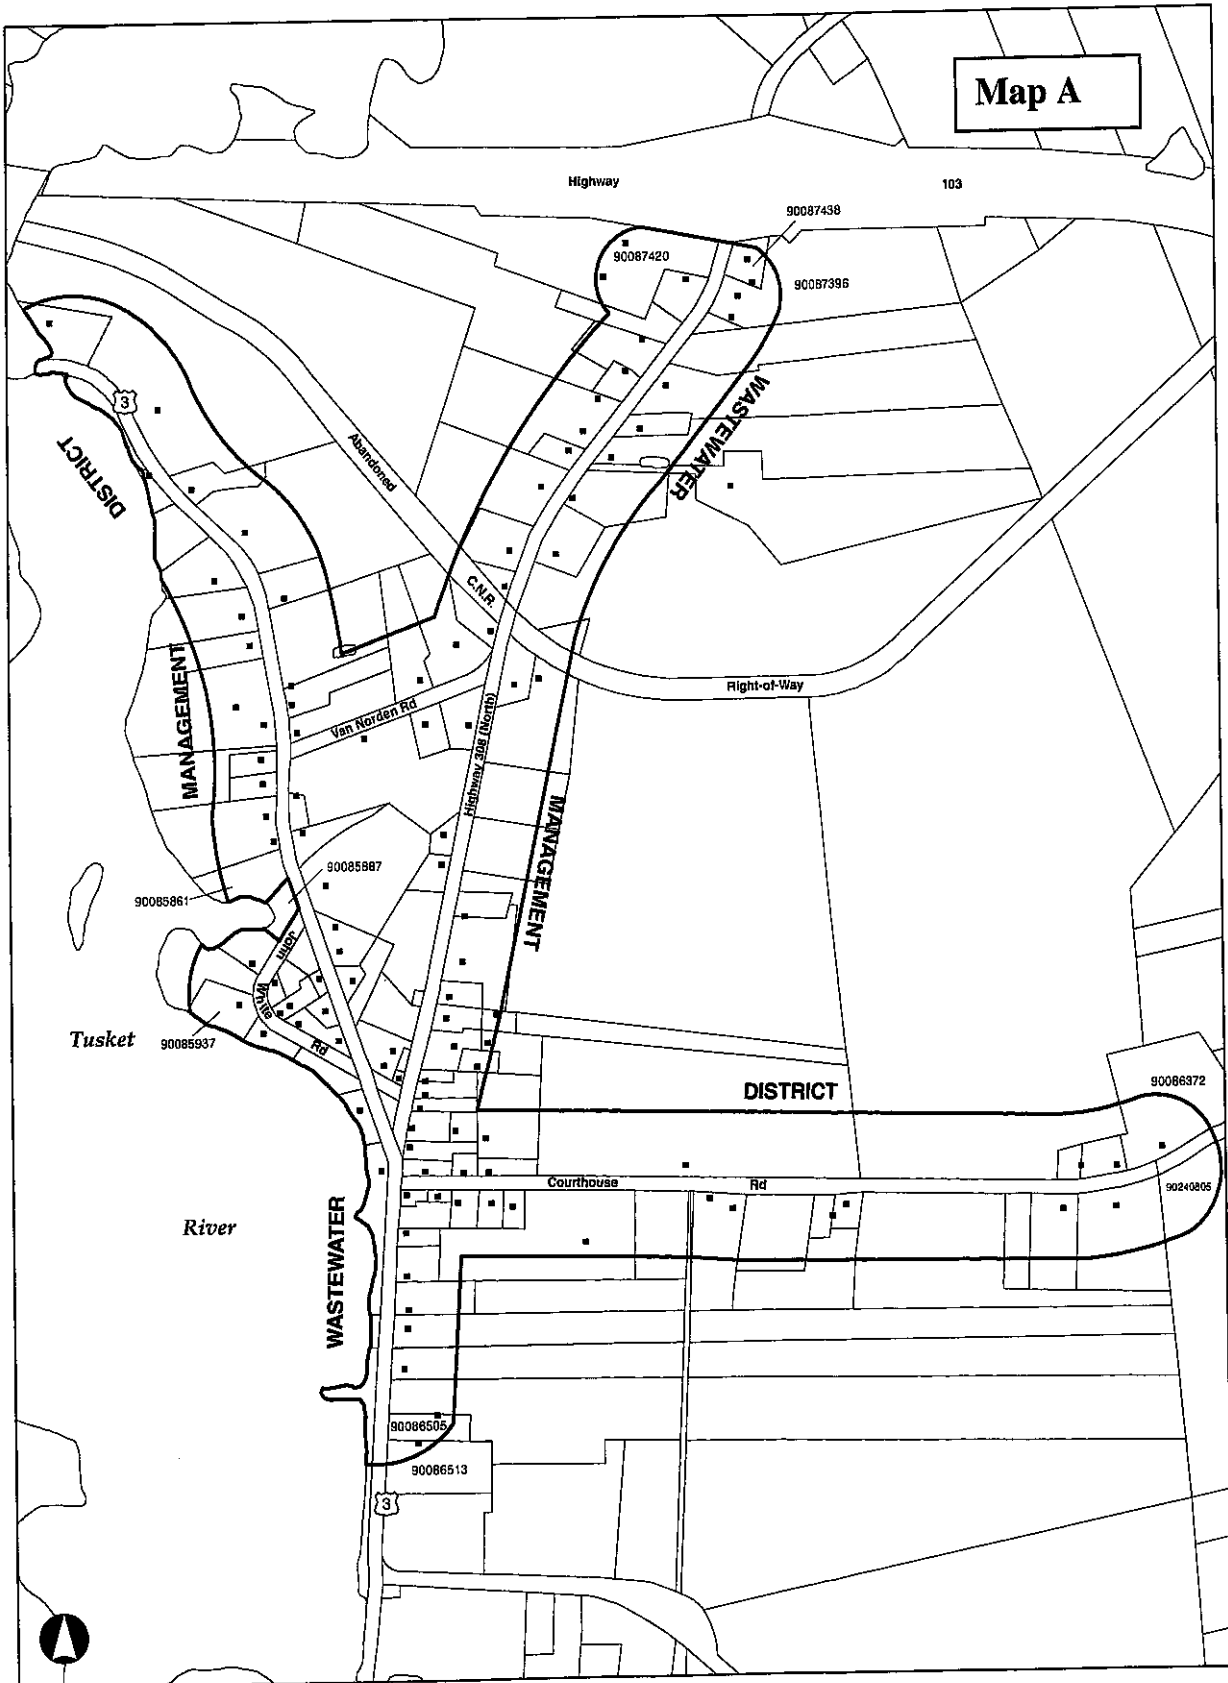 Map A
Highway 103
90087438
90087420
90087396
3
Abandoned
WASTEWATER
DISTRICT
C.N.R.
MANAGEMENT
Right-of-Way
Van Norden Rd
Highway 308 (North)
MANAGEMENT
90085887
90085861
John
White
Rd
Tusket
90085937
DISTRICT
90086372
Courthouse Rd
90240805
River
WASTEWATER
90086505
90086513
3